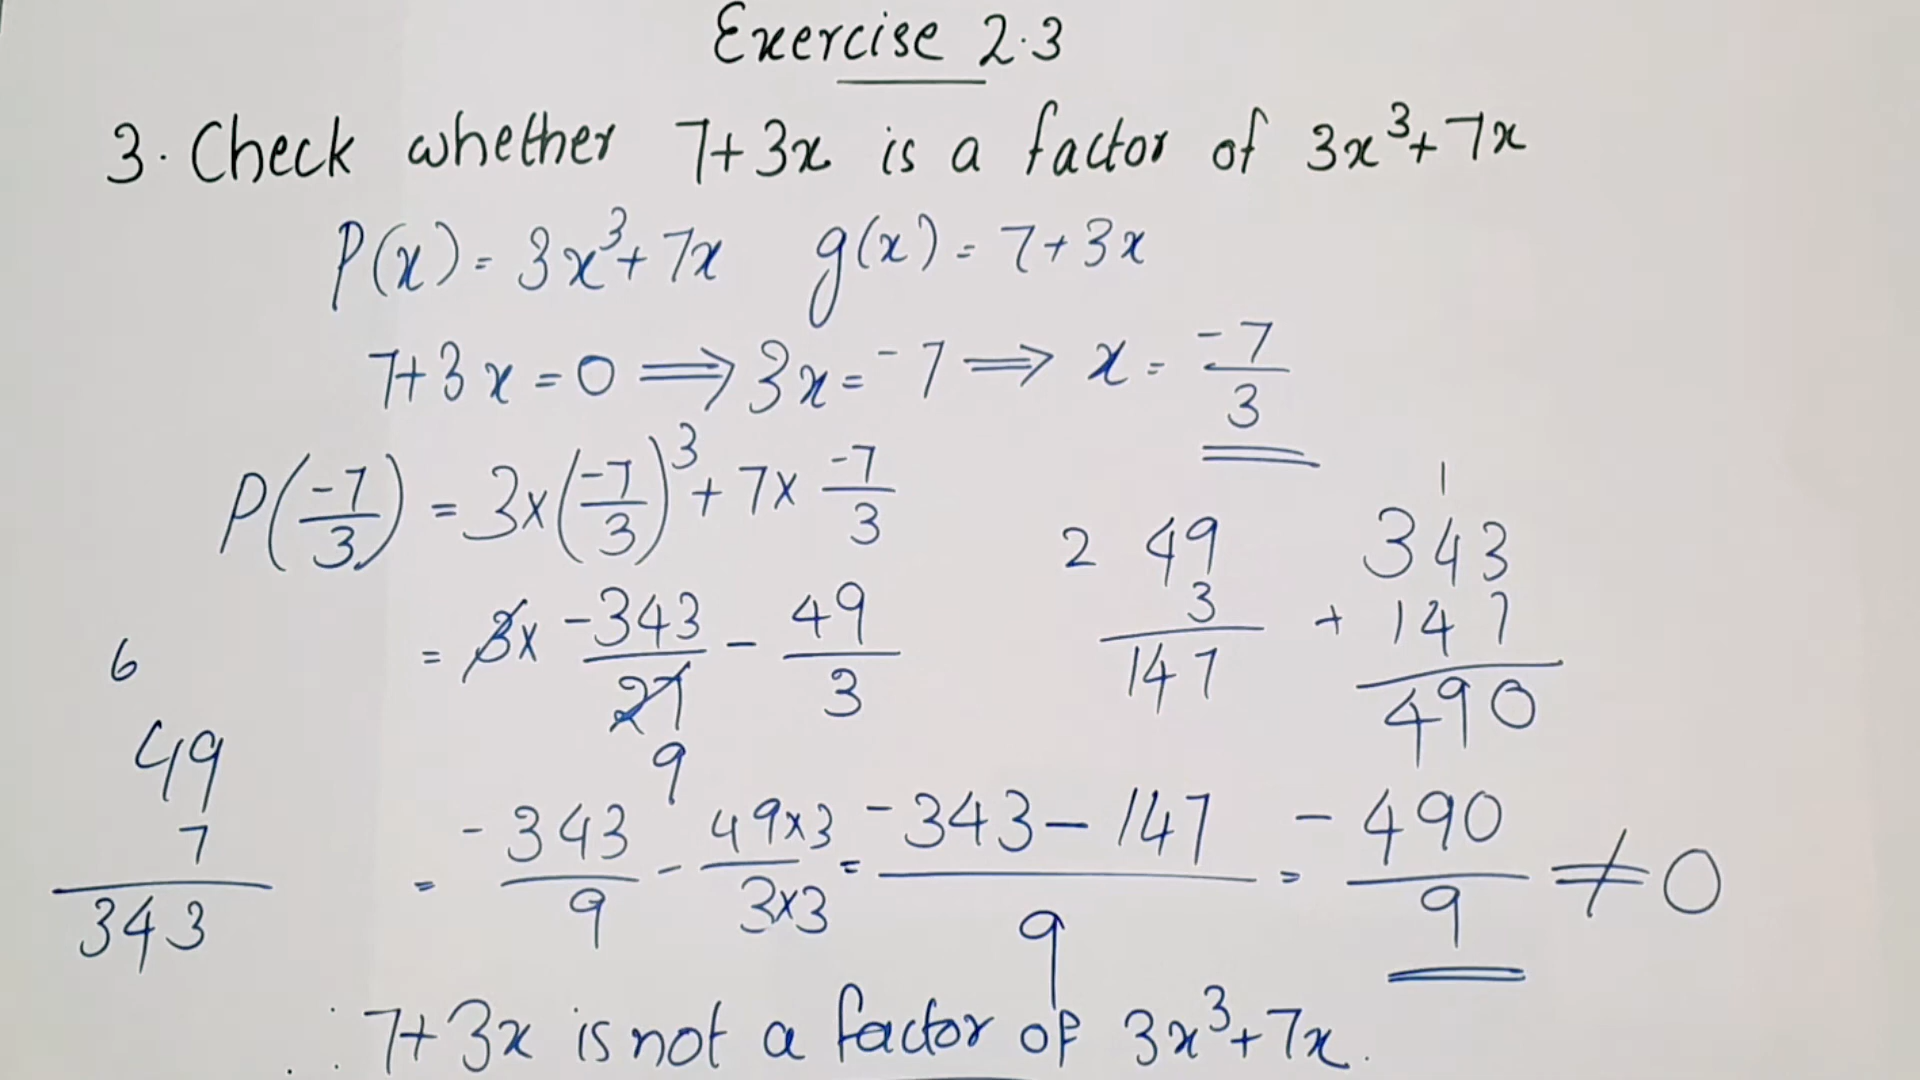 Exercise 2.3
3. Check whether 7+3x is a factor of 3x³+7x
P(x) = 3x³+7x g(x) = 7+3x
7+3x=0 ⟹ 3x = -7 ⟹ x = -7/3
P(-7/3) = 3×(-7/3)³ + 7× -7/3
= 3× -343/27 - 49/3
9
2 49
3
147
1
343
+ 147
490
6
49
7
343
= -343/9 - 49×3/3×3 = -343-147/9 = -490/9 ≠ 0
∴ 7+3x is not a factor of 3x³+7x.